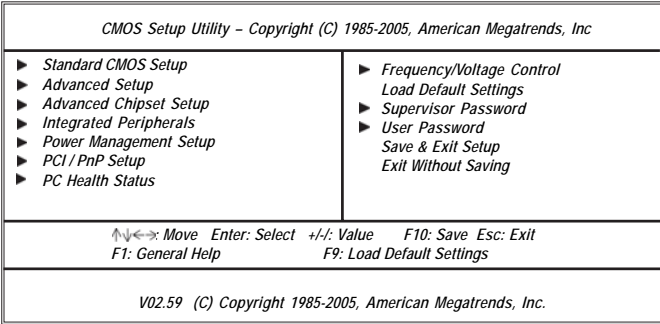 CMOS Setup Utility – Copyright (C) 1985-2005, American Megatrends, Inc
► Standard CMOS Setup
► Advanced Setup
► Advanced Chipset Setup
► Integrated Peripherals
► Power Management Setup
► PCI / PnP Setup
► PC Health Status
► Frequency/Voltage Control
Load Default Settings
► Supervisor Password
► User Password
Save & Exit Setup
Exit Without Saving
↑↓←→: Move Enter: Select +/-/: Value F10: Save Esc: Exit
F1: General Help F9: Load Default Settings
V02.59 (C) Copyright 1985-2005, American Megatrends, Inc.